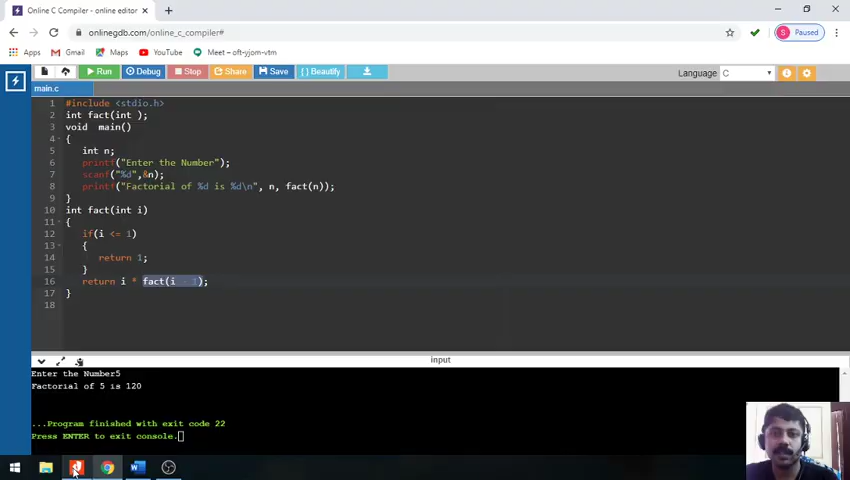 Online C Compiler - online editor
onlinegdb.com/online_c_compiler#
S Paused
Apps Gmail Maps YouTube Meet – oft-yjom-vtm
Run Debug Stop Share Save { } Beautify Language C
main.c
1 #include <stdio.h>
2 int fact(int );
3 void main()
4 {
5 int n;
6 printf("Enter the Number");
7 scanf("%d",&n);
8 printf("Factorial of %d is %d\n", n, fact(n));
9 }
10 int fact(int i)
11 {
12 if(i <= 1)
13 {
14 return 1;
15 }
16 return i * fact(i - 1);
17 }
18
input
Enter the Number5
Factorial of 5 is 120
...Program finished with exit code 22
Press ENTER to exit console.